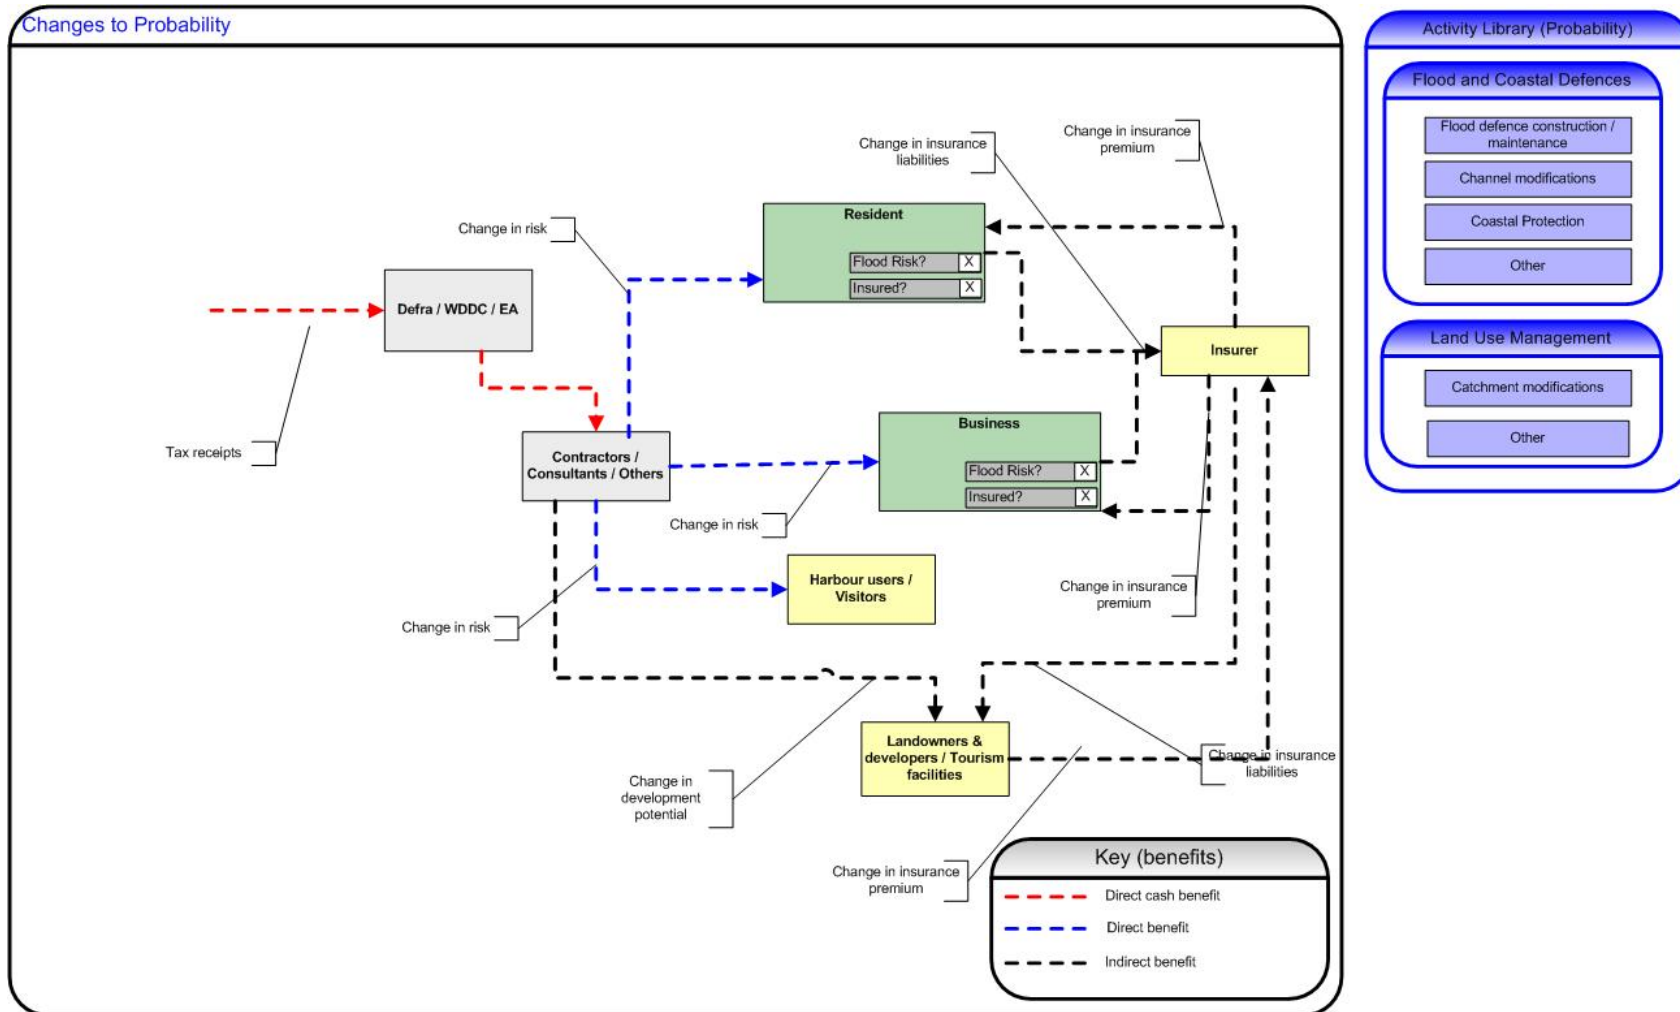 Changes to Probability
Activity Library (Probability)
Flood and Coastal Defences
Flood defence construction /
maintenance
Channel modifications
Coastal Protection
Other
Land Use Management
Catchment modifications
Other
Change in insurance
liabilities
Change in insurance
premium
Change in risk
Resident
Flood Risk? X
Insured? X
Defra / WDDC / EA
Insurer
Tax receipts
Contractors /
Consultants / Others
Business
Flood Risk? X
Insured? X
Change in risk
Harbour users /
Visitors
Change in insurance
premium
Change in risk
Landowners &
developers / Tourism
facilities
Change in insurance
liabilities
Change in
development
potential
Change in insurance
premium
Key (benefits)
Direct cash benefit
Direct benefit
Indirect benefit